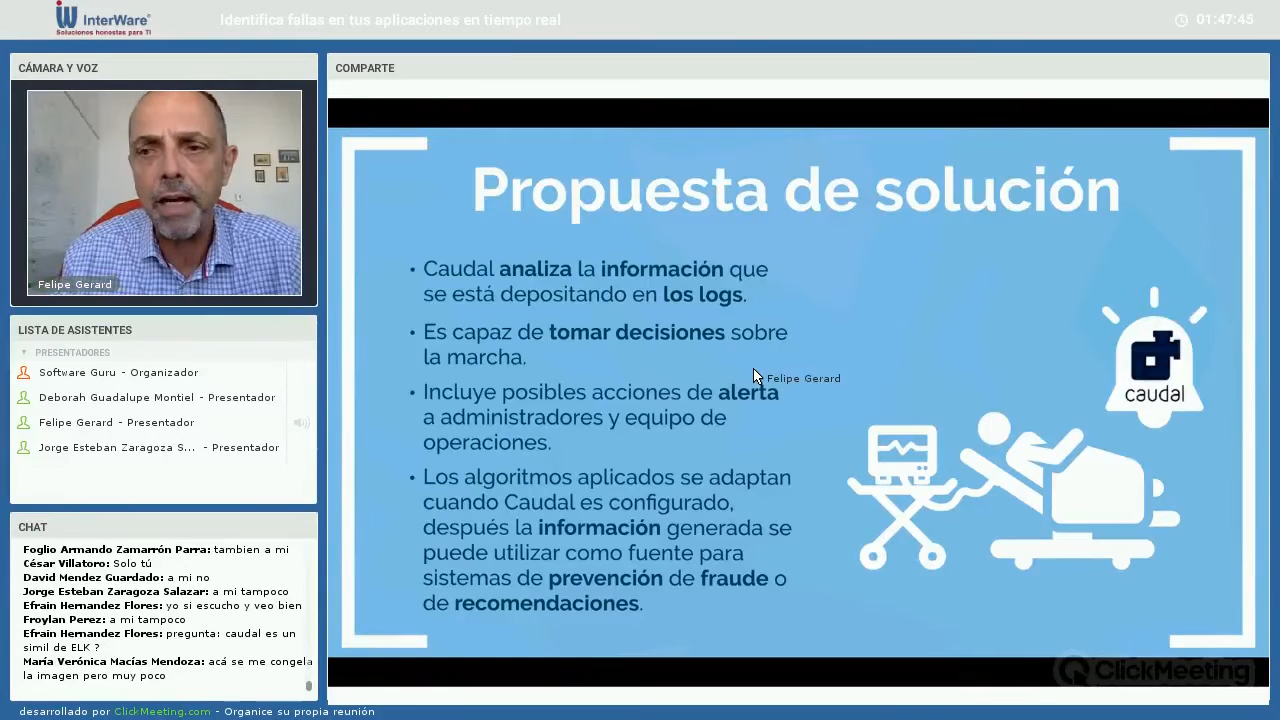 InterWare®
Soluciones honestas para TI
Identifica fallas en tus aplicaciones en tiempo real
01:47:45
CÁMARA Y VOZ
Felipe Gerard
LISTA DE ASISTENTES
PRESENTADORES
Software Guru - Organizador
Deborah Guadalupe Montiel - Presentador
Felipe Gerard - Presentador
Jorge Esteban Zaragoza S... - Presentador
CHAT
Foglio Armando Zamarrón Parra: tambien a mi
César Villatoro: Solo tú
David Mendez Guardado: a mi no
Jorge Esteban Zaragoza Salazar: a mi tampoco
Efrain Hernandez Flores: yo si escucho y veo bien
Froylan Perez: a mi tampoco
Efrain Hernandez Flores: pregunta: caudal es un
simil de ELK ?
María Verónica Macías Mendoza: acá se me congela
la imagen pero muy poco
COMPARTE
Propuesta de solución
• Caudal analiza la información que
se está depositando en los logs.
• Es capaz de tomar decisiones sobre
la marcha.
Felipe Gerard
• Incluye posibles acciones de alerta
a administradores y equipo de
operaciones.
• Los algoritmos aplicados se adaptan
cuando Caudal es configurado,
después la información generada se
puede utilizar como fuente para
sistemas de prevención de fraude o
de recomendaciones.
caudal
ClickMeeting
desarrollado por ClickMeeting.com - Organice su propia reunión